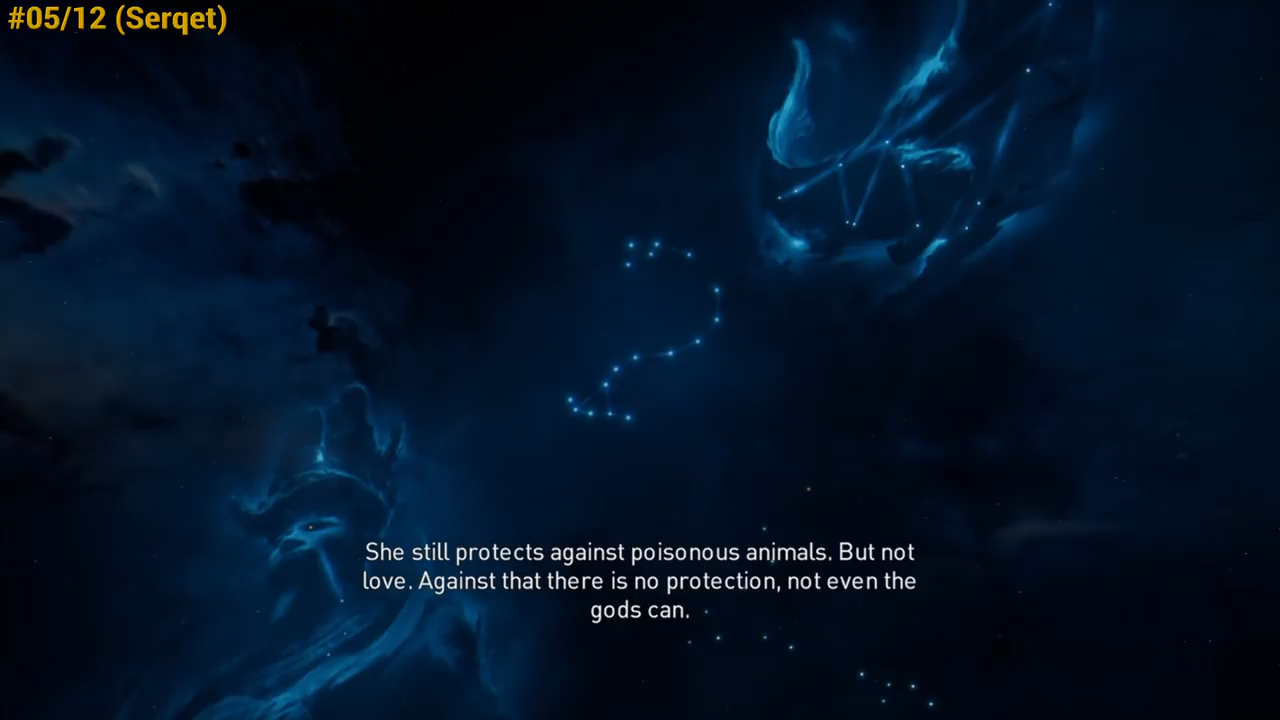 #05/12 (Serqet)
She still protects against poisonous animals. But not
love. Against that there is no protection, not even the
gods can.